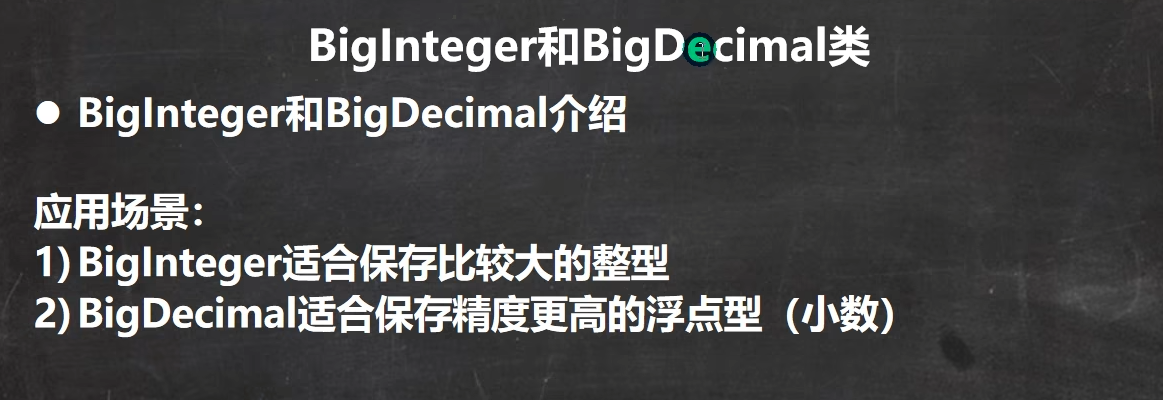 BigInteger和BigDecimal类
● BigInteger和BigDecimal介绍
应用场景：
1) BigInteger适合保存比较大的整型
2) BigDecimal适合保存精度更高的浮点型（小数）